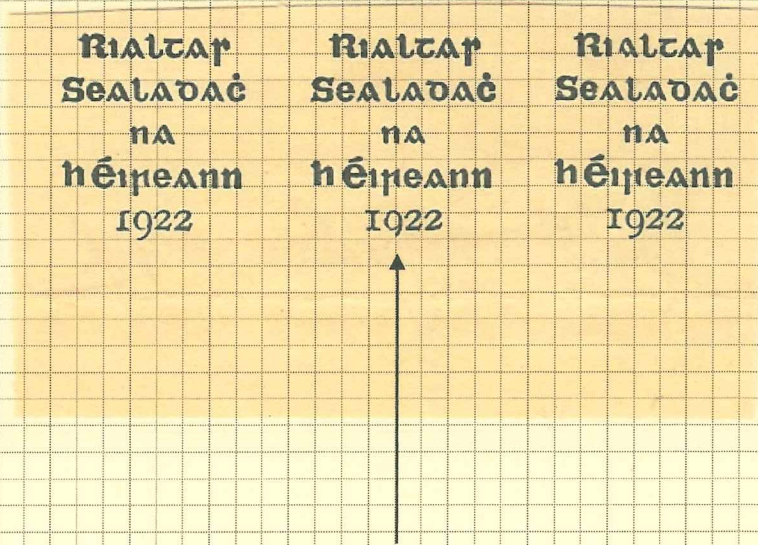 Rialtas
Sealadaċ
na
hÉireann
1922
Rialtas
Sealadaċ
na
hÉireann
1922
Rialtas
Sealadaċ
na
hÉireann
1922